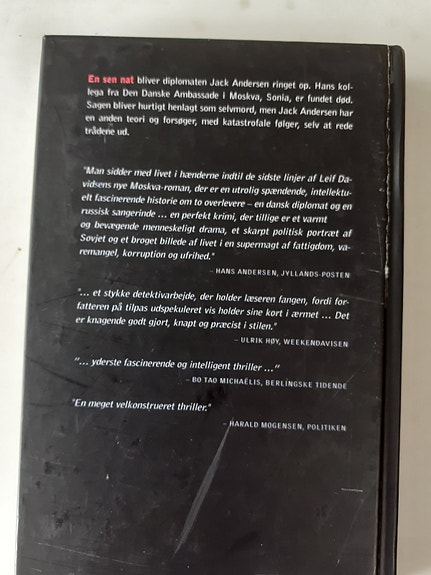 En sen nat bliver diplomaten Jack Andersen ringet op. Hans kol-
lega fra Den Danske Ambassade i Moskva, Sonia, er fundet død.
Sagen bliver hurtigt henlagt som selvmord, men Jack Andersen har
en anden teori og forsøger, med katastrofale følger, selv at rede
trådene ud.
"Man sidder med livet i hænderne indtil de sidste linjer af Leif Da-
vidsens nye Moskva-roman, der er en utrolig spændende, intellektu-
elt fascinerende historie om to overlevere – en dansk diplomat og en
russisk sangerinde ... en perfekt krimi, der tillige er et varmt
og bevægende menneskeligt drama, et skarpt politisk portræt af
Sovjet og et broget billede af livet i en supermagt af fattigdom, va-
remangel, korruption og ufrihed."
– HANS ANDERSEN, JYLLANDS-POSTEN
"... et stykke detektivarbejde, der holder læseren fangen, fordi for-
fatteren på tilpas udspekuleret vis holder sine kort i ærmet ... Det
er knagende godt gjort, knapt og præcist i stilen."
– ULRIK HØY, WEEKENDAVISEN
"... yderste fascinerende og intelligent thriller ..."
– BO TAO MICHAËLIS, BERLINGSKE TIDENDE
"En meget velkonstrueret thriller."
– HARALD MOGENSEN, POLITIKEN